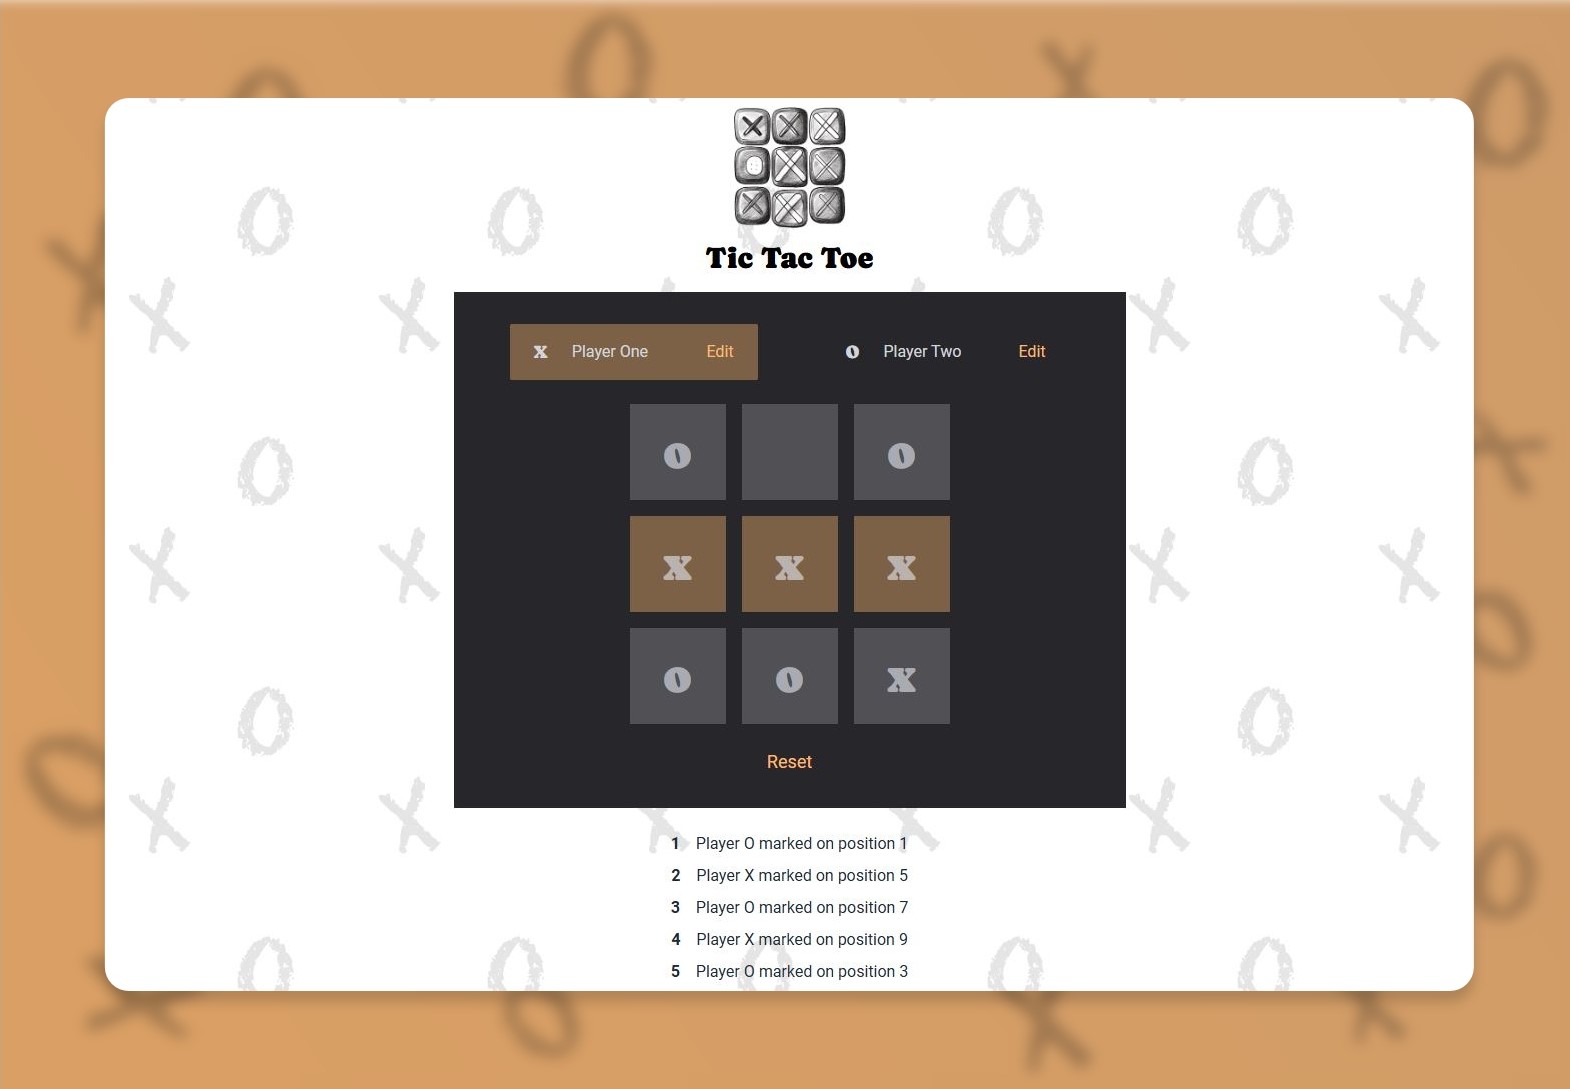 Tic Tac Toe
X Player One Edit O Player Two Edit
O O
X X X
O O X
Reset
1 Player O marked on position 1
2 Player X marked on position 5
3 Player O marked on position 7
4 Player X marked on position 9
5 Player O marked on position 3